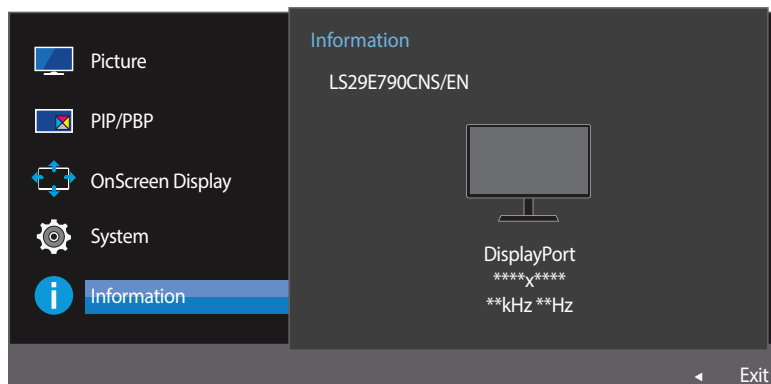 Picture
PIP/PBP
OnScreen Display
System
Information
Information
LS29E790CNS/EN
DisplayPort
****x****
**kHz **Hz
Exit